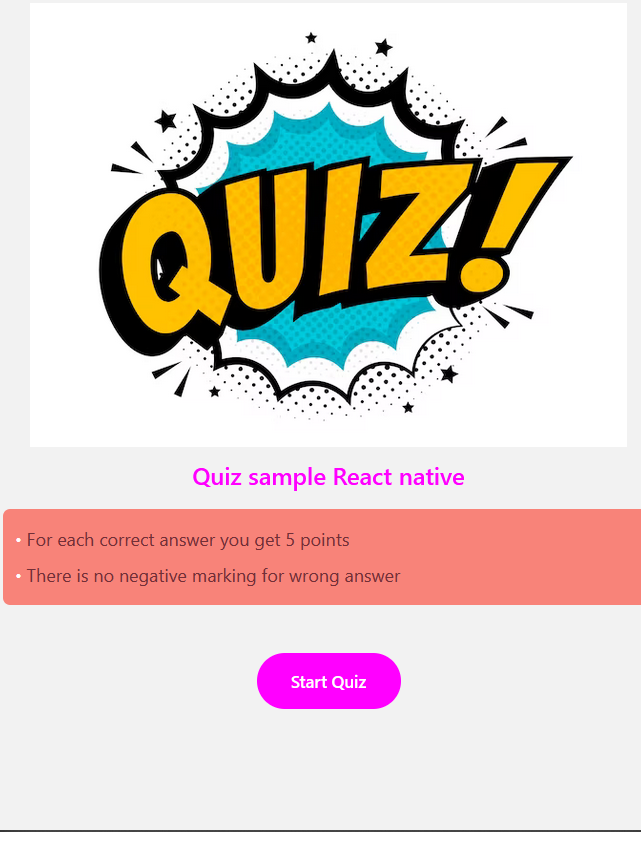 QUIZ!
Quiz sample React native
• For each correct answer you get 5 points
• There is no negative marking for wrong answer
Start Quiz